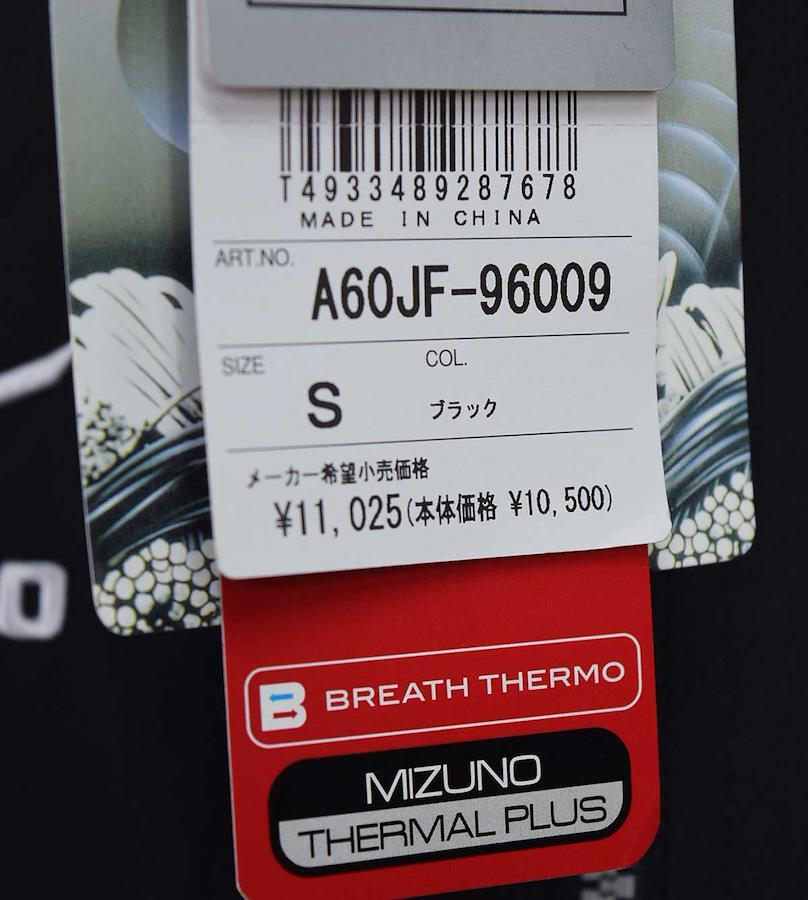 T4933489287678
MADE IN CHINA
ART.NO.
A60JF-96009
SIZE
COL.
S
ブラック
メーカー希望小売価格
¥11,025(本体価格 ¥10,500)
B BREATH THERMO
MIZUNO
THERMAL PLUS